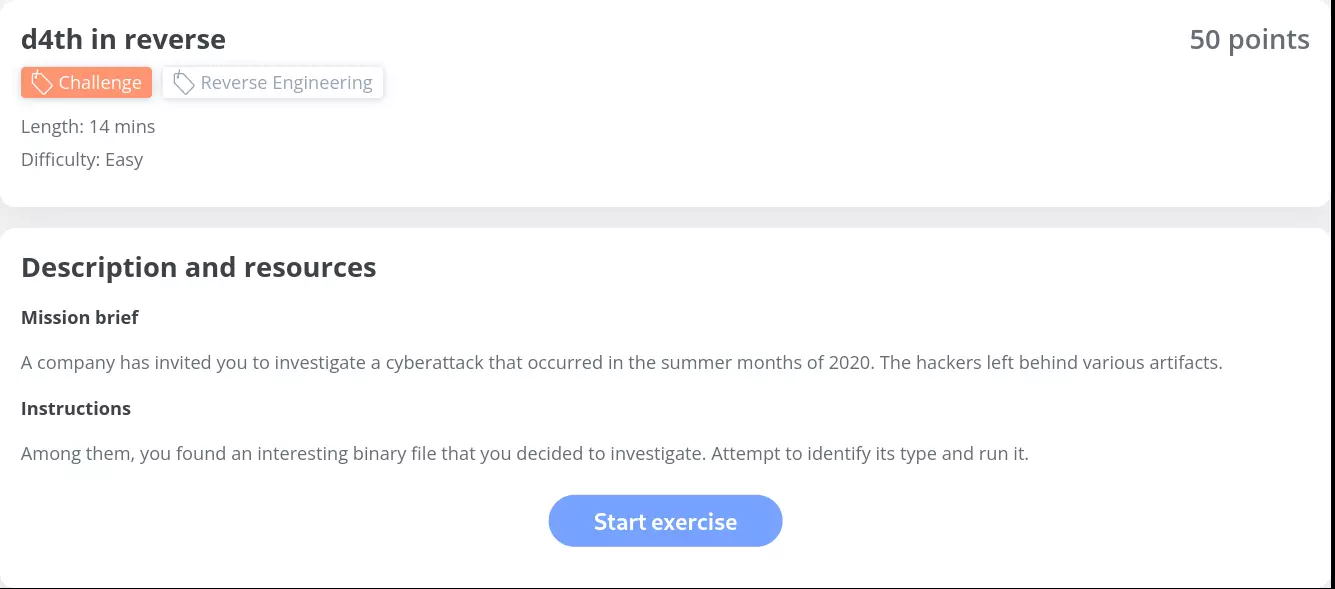 d4th in reverse
50 points
Challenge
Reverse Engineering
Length: 14 mins
Difficulty: Easy
Description and resources
Mission brief
A company has invited you to investigate a cyberattack that occurred in the summer months of 2020. The hackers left behind various artifacts.
Instructions
Among them, you found an interesting binary file that you decided to investigate. Attempt to identify its type and run it.
Start exercise